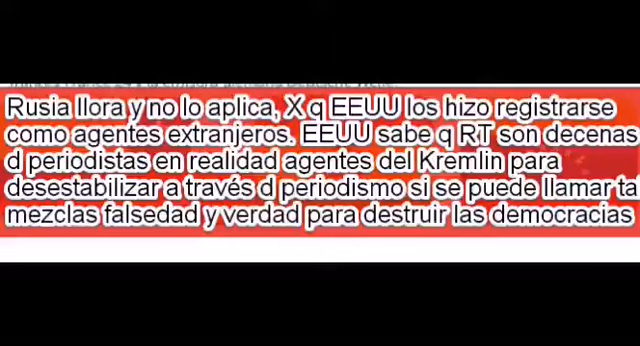 Rusia llora y no lo aplica, X q EEUU los hizo registrarse
como agentes extranjeros. EEUU sabe q RT son decenas
d periodistas en realidad agentes del Kremlin para
desestabilizar a través d periodismo si se puede llamar ta
mezclas falsedad y verdad para destruir las democracias